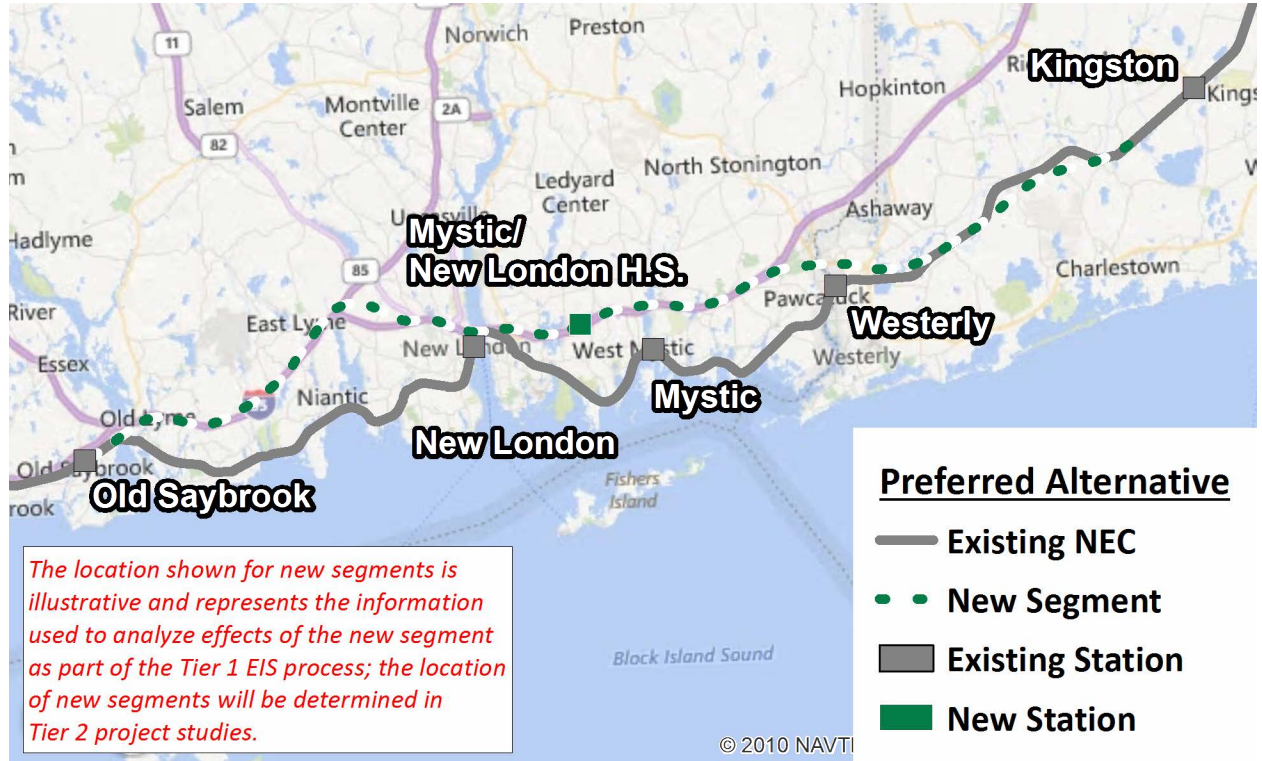 11
Norwich
Preston
Kingston
Kings
Salem
Montville
Center
2A
Hopkinton
82
North Stonington
Ledyard
Center
Hadlyme
Mystic/
New London H.S.
Ashaway
85
Charlestown
River
East Lyme
Pawcatuck
Westerly
Essex
New London
West Mystic
Westerly
Niantic
Mystic
Old Lyme
New London
Old Saybrook
Old Saybrook
rook
Fishers
Island
Block Island Sound
© 2010 NAVT
The location shown for new segments is
illustrative and represents the information
used to analyze effects of the new segment
as part of the Tier 1 EIS process; the location
of new segments will be determined in
Tier 2 project studies.
Preferred Alternative
Existing NEC
New Segment
Existing Station
New Station